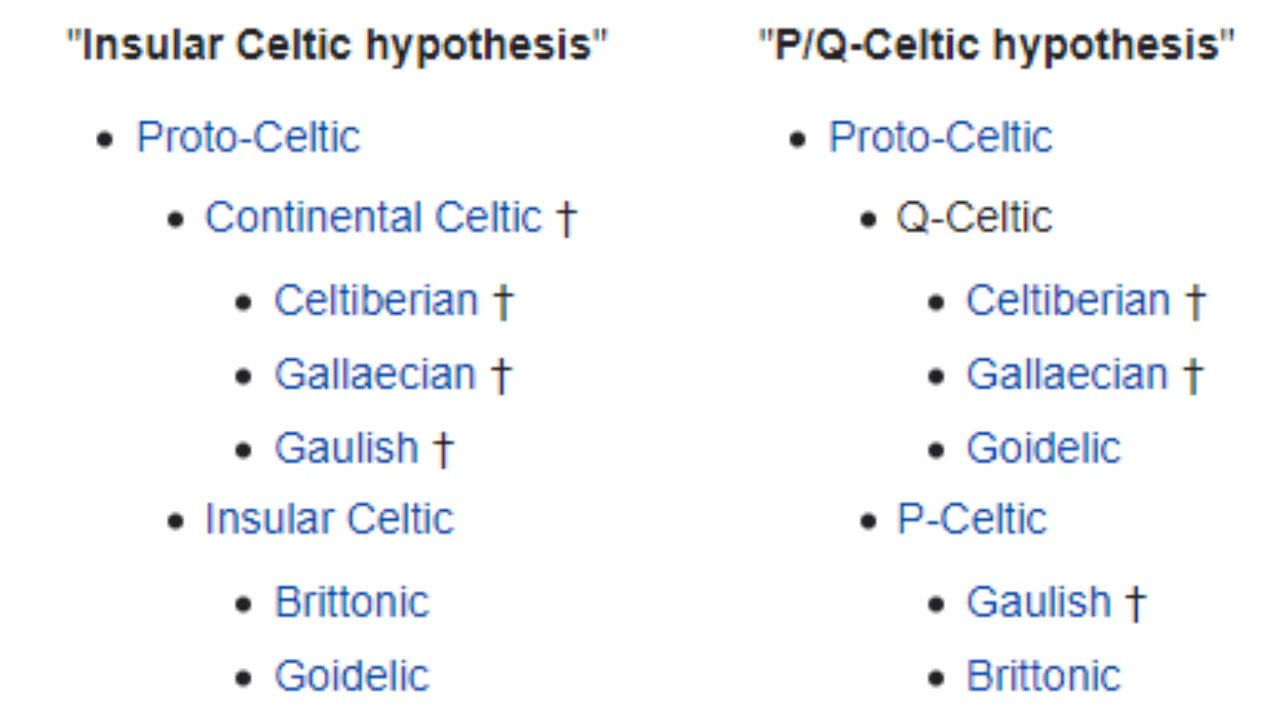 "Insular Celtic hypothesis"
• Proto-Celtic
• Continental Celtic †
• Celtiberian †
• Gallaecian †
• Gaulish †
• Insular Celtic
• Brittonic
• Goidelic
"P/Q-Celtic hypothesis"
• Proto-Celtic
• Q-Celtic
• Celtiberian †
• Gallaecian †
• Goidelic
• P-Celtic
• Gaulish †
• Brittonic